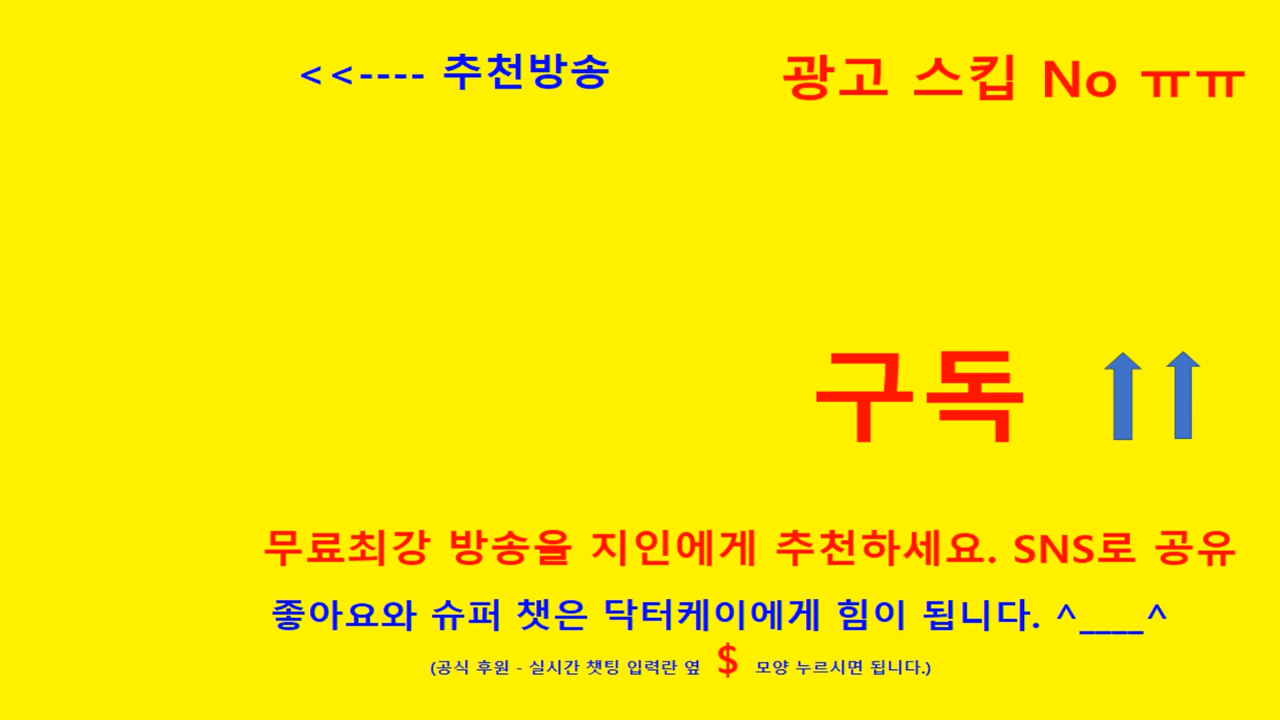 <<---- 추천방송
광고 스킵 No ㅠㅠ
구독
무료최강 방송을 지인에게 추천하세요. SNS로 공유
좋아요와 슈퍼 챗은 닥터케이에게 힘이 됩니다. ^____^
(공식 후원 - 실시간 챗팅 입력란 옆 $ 모양 누르시면 됩니다.)